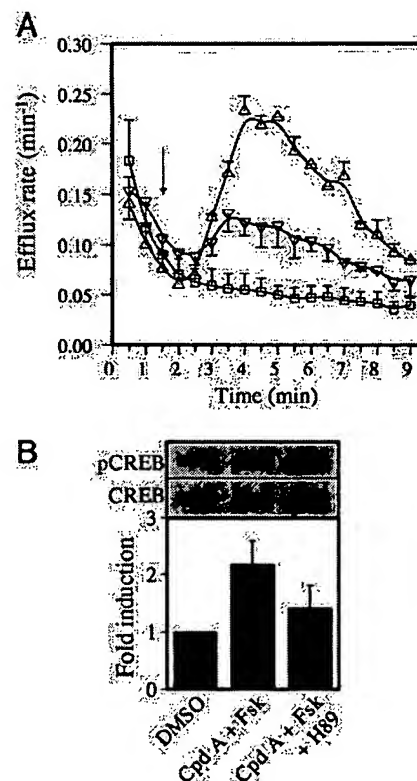 A
Efflux rate (min⁻¹)
0.30
0.25
0.20
0.15
0.10
0.05
0.00
0 1 2 3 4 5 6 7 8 9
Time (min)
B
pCREB
CREB
Fold induction
3
2
1
0
DMSO
Cpd A + Fsk
Cpd A + Fsk
+ H89